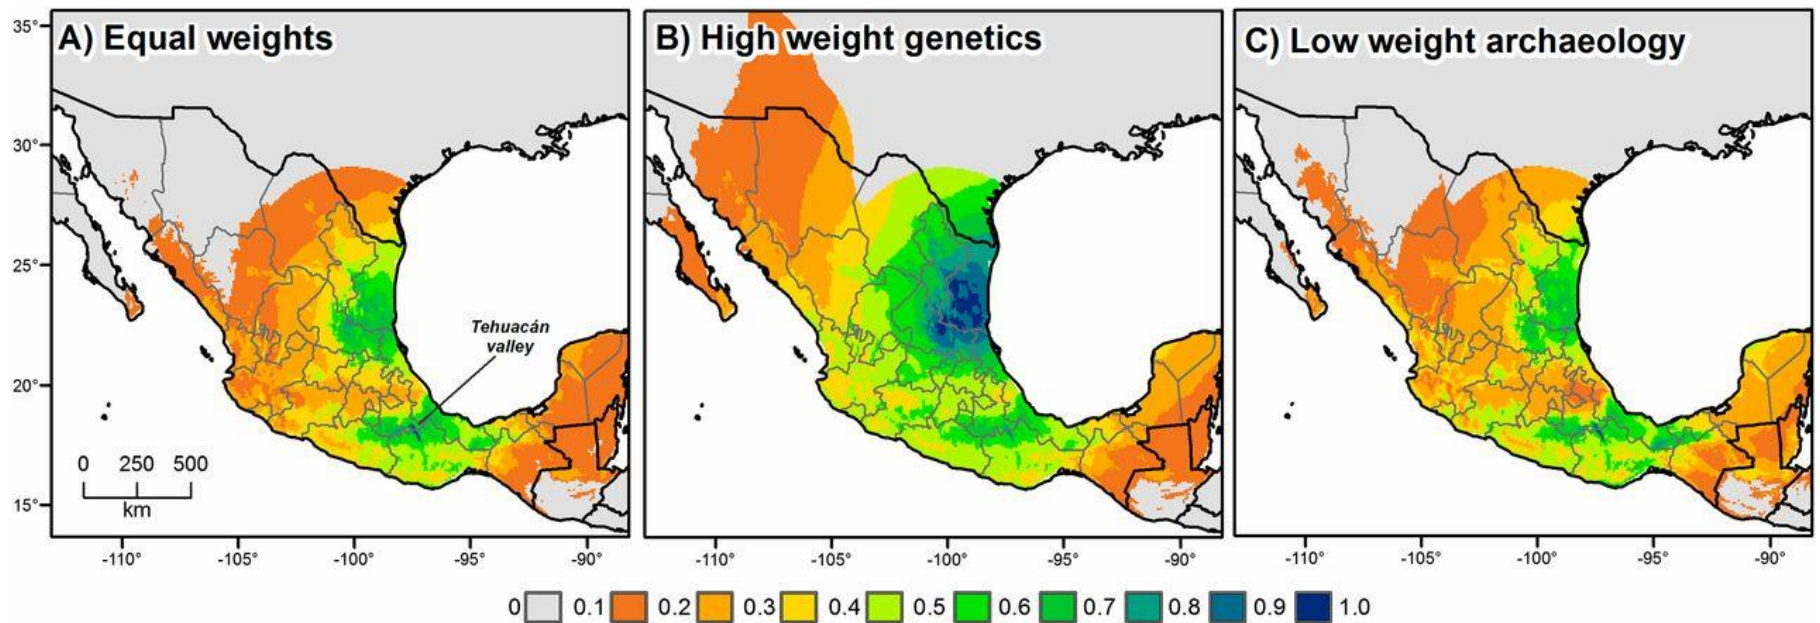 A) Equal weights
B) High weight genetics
C) Low weight archaeology
35°
30°
25°
20°
15°
Tehuacán
valley
0 250 500
km
-110° -105° -100° -95° -90°
-110° -105° -100° -95° -90°
-110° -105° -100° -95° -90°
0 0.1 0.2 0.3 0.4 0.5 0.6 0.7 0.8 0.9 1.0